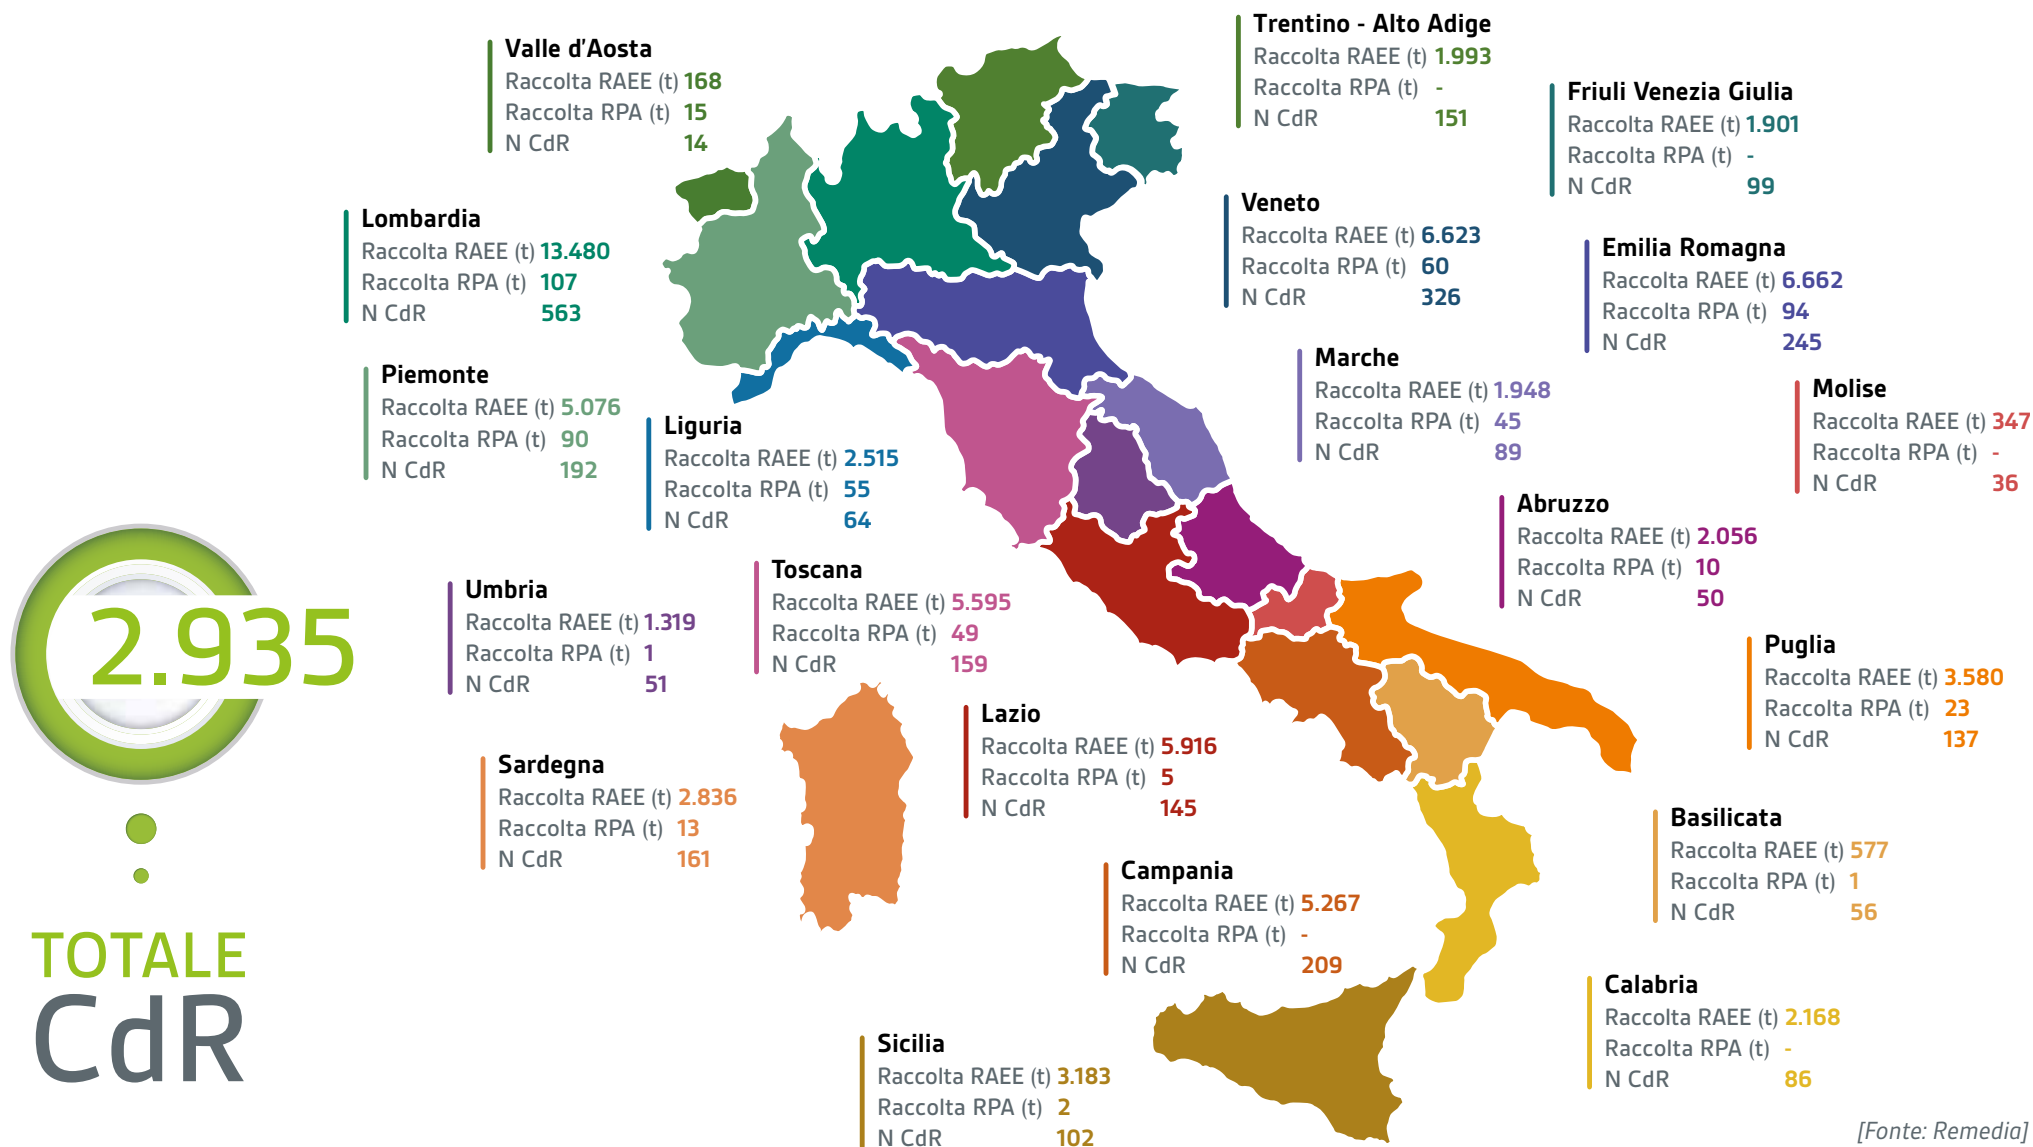 Valle d'Aosta
Raccolta RAEE (t) 168
Raccolta RPA (t) 15
N CdR 14
Trentino - Alto Adige
Raccolta RAEE (t) 1.993
Raccolta RPA (t) -
N CdR 151
Friuli Venezia Giulia
Raccolta RAEE (t) 1.901
Raccolta RPA (t) -
N CdR 99
Lombardia
Raccolta RAEE (t) 13.480
Raccolta RPA (t) 107
N CdR 563
Veneto
Raccolta RAEE (t) 6.623
Raccolta RPA (t) 60
N CdR 326
Emilia Romagna
Raccolta RAEE (t) 6.662
Raccolta RPA (t) 94
N CdR 245
Piemonte
Raccolta RAEE (t) 5.076
Raccolta RPA (t) 90
N CdR 192
Liguria
Raccolta RAEE (t) 2.515
Raccolta RPA (t) 55
N CdR 64
Marche
Raccolta RAEE (t) 1.948
Raccolta RPA (t) 45
N CdR 89
Molise
Raccolta RAEE (t) 347
Raccolta RPA (t) -
N CdR 36
Abruzzo
Raccolta RAEE (t) 2.056
Raccolta RPA (t) 10
N CdR 50
Umbria
Raccolta RAEE (t) 1.319
Raccolta RPA (t) 1
N CdR 51
Toscana
Raccolta RAEE (t) 5.595
Raccolta RPA (t) 49
N CdR 159
Puglia
Raccolta RAEE (t) 3.580
Raccolta RPA (t) 23
N CdR 137
Sardegna
Raccolta RAEE (t) 2.836
Raccolta RPA (t) 13
N CdR 161
Lazio
Raccolta RAEE (t) 5.916
Raccolta RPA (t) 5
N CdR 145
Basilicata
Raccolta RAEE (t) 577
Raccolta RPA (t) 1
N CdR 56
Campania
Raccolta RAEE (t) 5.267
Raccolta RPA (t) -
N CdR 209
Calabria
Raccolta RAEE (t) 2.168
Raccolta RPA (t) -
N CdR 86
Sicilia
Raccolta RAEE (t) 3.183
Raccolta RPA (t) 2
N CdR 102
2.935
TOTALE
CdR
[Fonte: Remedia]